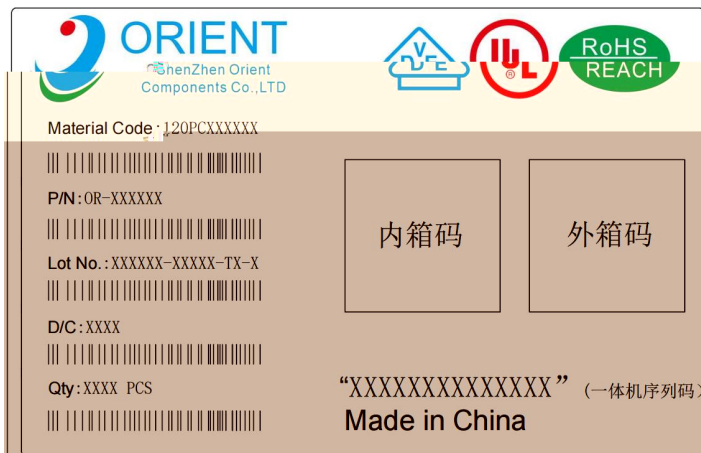 ORIENT
ShenZhen Orient
Components Co.,LTD
VDE
UL
®
RoHS
REACH
Material Code: 120PCXXXXXX
P/N:OR-XXXXXX
内箱码
外箱码
Lot No.:XXXXXX-XXXXX-TX-X
D/C:XXXX
Qty:XXXX PCS
“XXXXXXXXXXXXXX”(一体机序列码)
Made in China